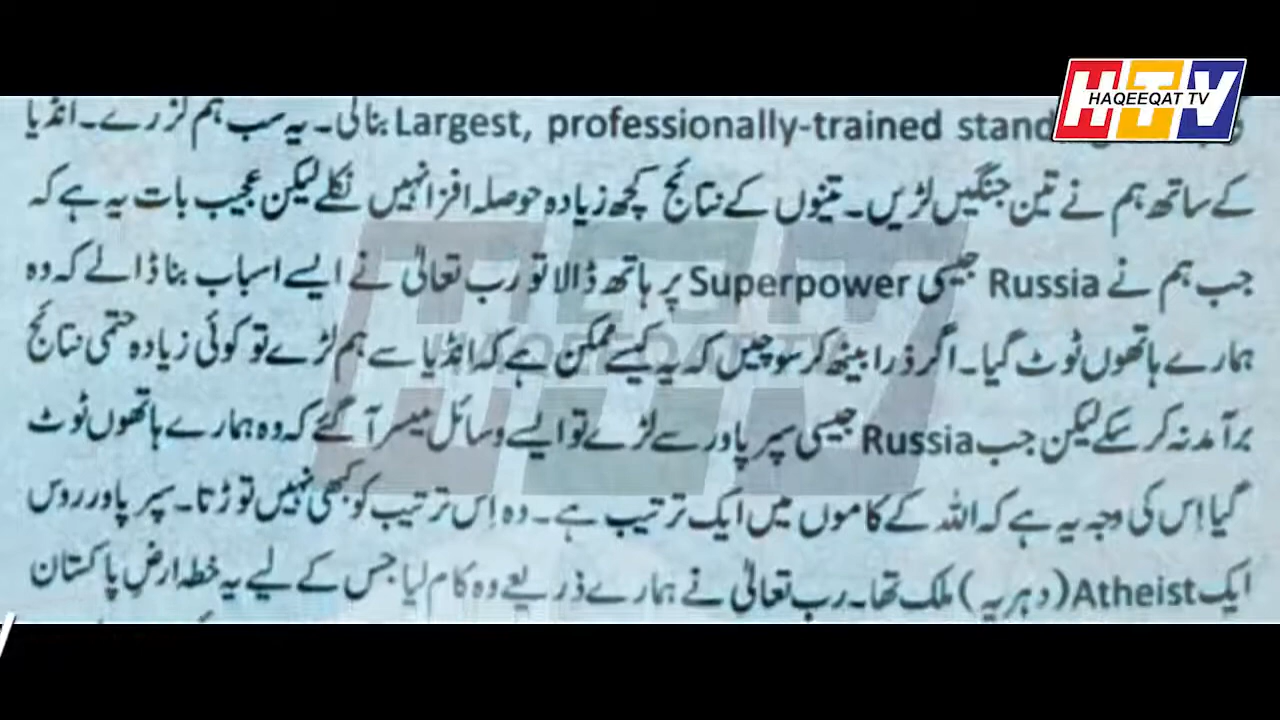 HAQEEQAT TV
Largest, professionally-trained بنالی۔ یہ سب ہم کر رہے۔ انڈیا
کے ساتھ ہم نے تین جنگیں لڑیں۔ تینوں کے نتائج کچھ زیادہ حوصلہ افزا نہیں نکلے لیکن عجیب بات یہ ہے کہ
جب ہم نے Russia جیسی Superpower پر ہاتھ ڈالا تو رب تعالیٰ نے ایسے اسباب بنا ڈالے کہ وہ
ہمارے ہاتھوں ٹوٹ گیا۔ اگر ذرا بیٹھ کر سوچیں کہ یہ کیسے ممکن ہے کہ انڈیا سے ہم لڑے تو کوئی زیادہ حتمی نتائج
برآمد نہ کر سکے لیکن جب Russia جیسی سپر پاور سے لڑے تو ایسے وسائل میسر آ گئے کہ وہ ہمارے ہاتھوں ٹوٹ
گیا اِس کی وجہ یہ ہے کہ اللہ کے کاموں میں ایک ترتیب ہے۔ وہ اِس ترتیب کو کبھی نہیں توڑتا۔ سپر پاور روس
ایک Atheist (دہریہ) ملک تھا۔ رب تعالیٰ نے ہمارے ذریعے وہ کام لیا جس کے لیے یہ خطہ ارضِ پاکستان